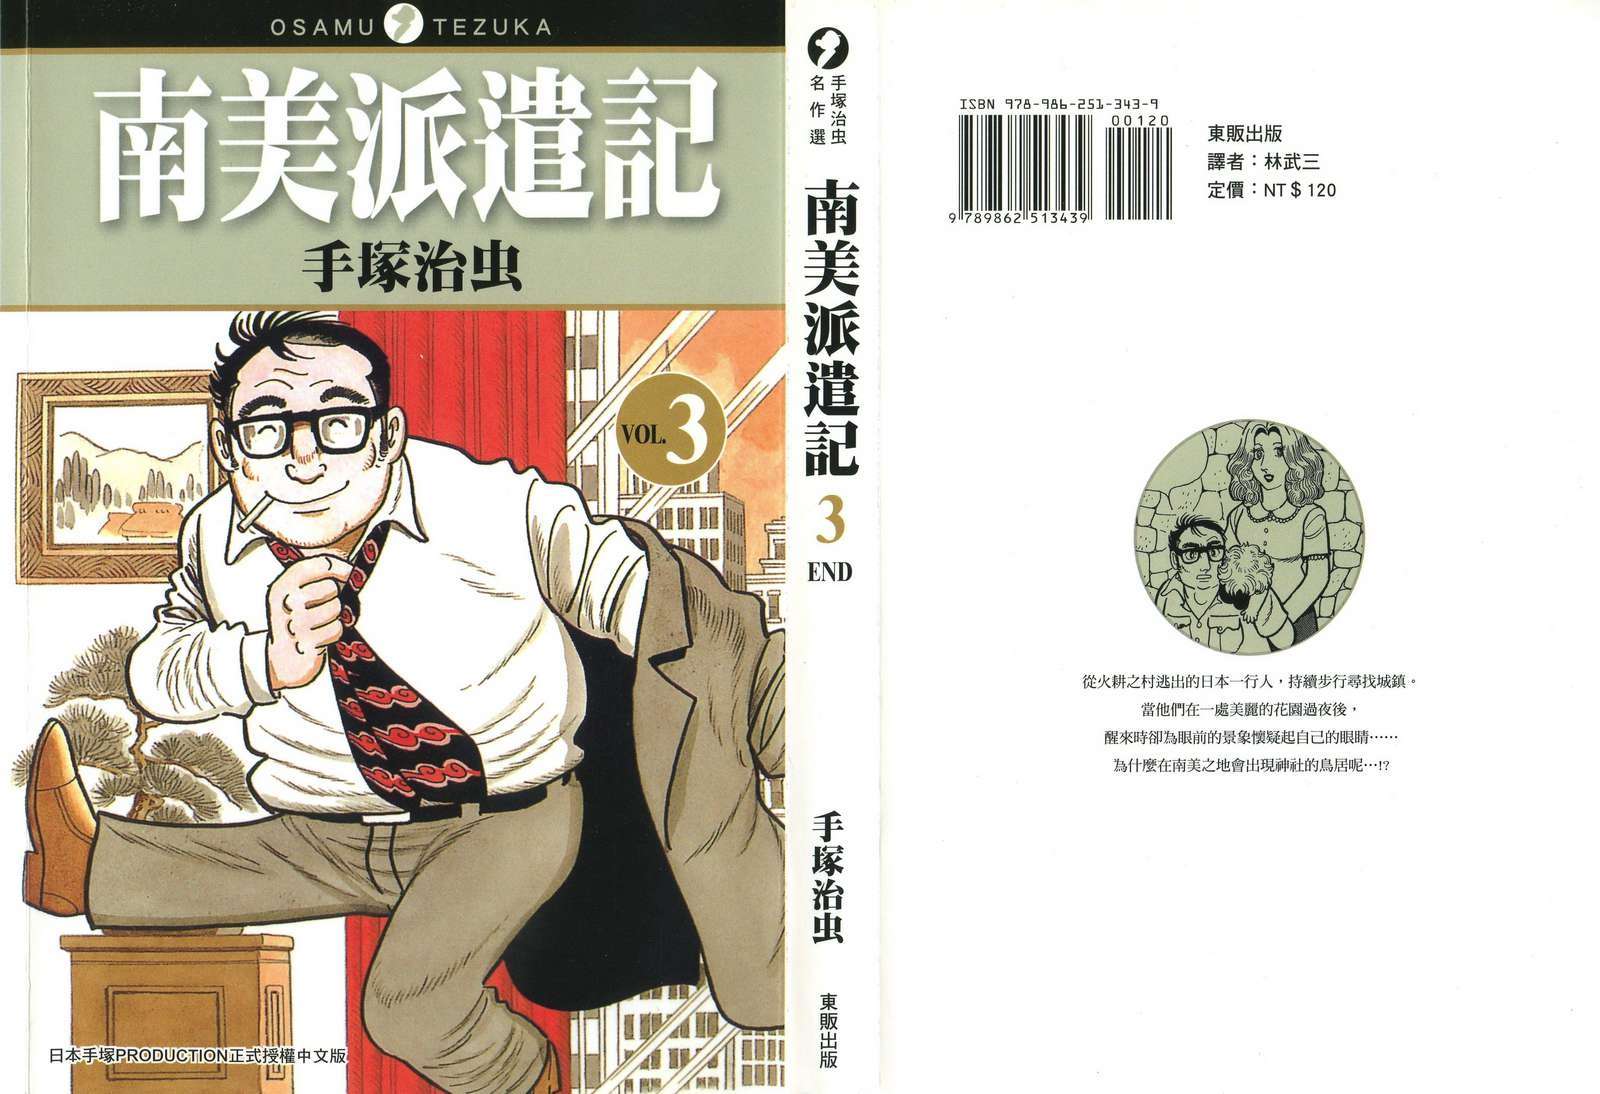 OSAMU TEZUKA
南美派遣記
手塚治虫
VOL.3
日本手塚PRODUCTION正式授權中文版
手塚治虫
名作選
南美派遣記
3
END
手塚治虫
東販出版
ISBN 978-986-251-343-9
00120
9 789862 513439
東販出版
譯者：林武三
定價：NT$120
從火耕之村逃出的日本一行人，持續步行尋找城鎮。
當他們在一處美麗的花園過夜後，
醒來時卻為眼前的景象懷疑起自己的眼睛……
為什麼在南美之地會出現神社的鳥居呢…!?